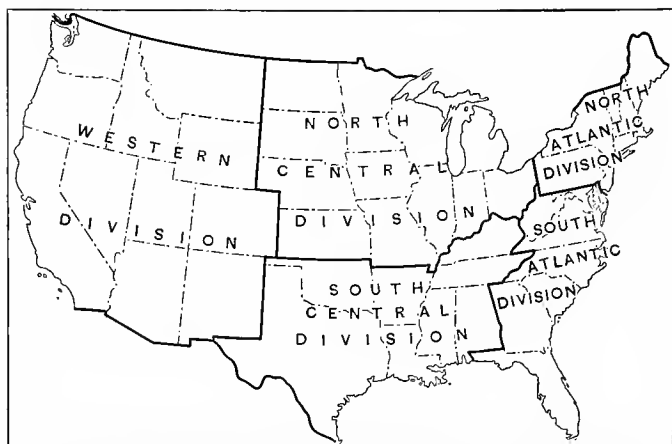 WESTERN
DIVISION
NORTH
CENTRAL
DIVISION
SOUTH
CENTRAL
DIVISION
NORTH
ATLANTIC
DIVISION
SOUTH
ATLANTIC
DIVISION